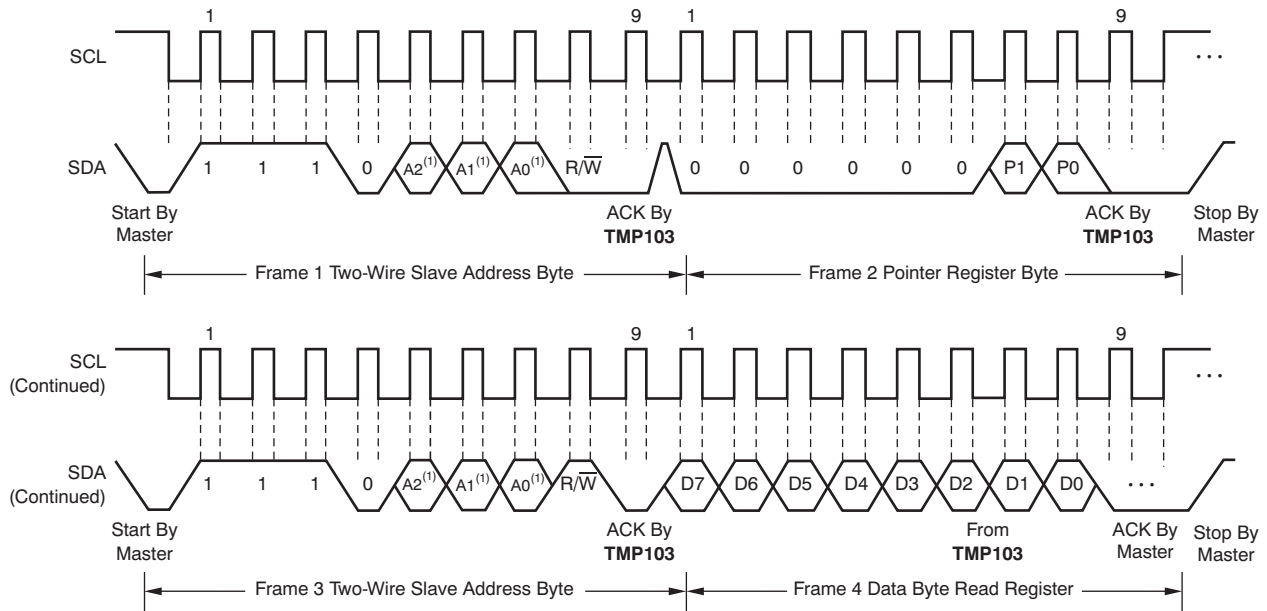 1 9 1 9
SCL ···
SDA 1 1 1 0 A2(1) A1(1) A0(1) R/W̅ 0 0 0 0 0 0 P1 P0
Start By Master ACK By TMP103 ACK By TMP103 Stop By Master
Frame 1 Two-Wire Slave Address Byte Frame 2 Pointer Register Byte
1 9 1 9
SCL (Continued) ···
SDA (Continued) 1 1 1 0 A2(1) A1(1) A0(1) R/W̅ D7 D6 D5 D4 D3 D2 D1 D0 ···
Start By Master ACK By TMP103 From TMP103 ACK By Master Stop By Master
Frame 3 Two-Wire Slave Address Byte Frame 4 Data Byte Read Register